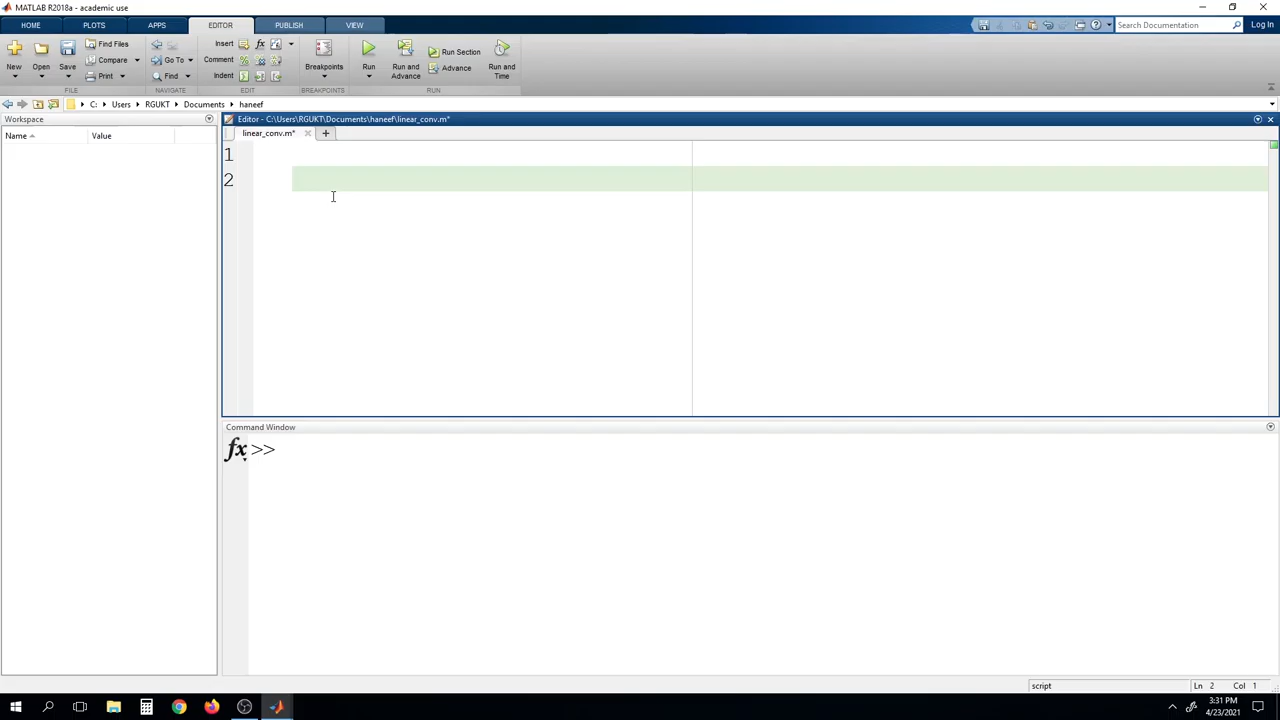 MATLAB R2018a - academic use
HOME PLOTS APPS EDITOR PUBLISH VIEW Search Documentation Log In
New Open Save Find Files Compare Print Go To Find Insert Comment Indent Breakpoints Run Run and Advance Run Section Advance Run and Time
FILE NAVIGATE EDIT BREAKPOINTS RUN
C: Users RGUKT Documents haneef
Workspace
Name Value
Editor - C:\Users\RGUKT\Documents\haneef\linear_conv.m*
linear_conv.m* +
1
2
Command Window
fx >>
script Ln 2 Col 1
3:31 PM
4/23/2021